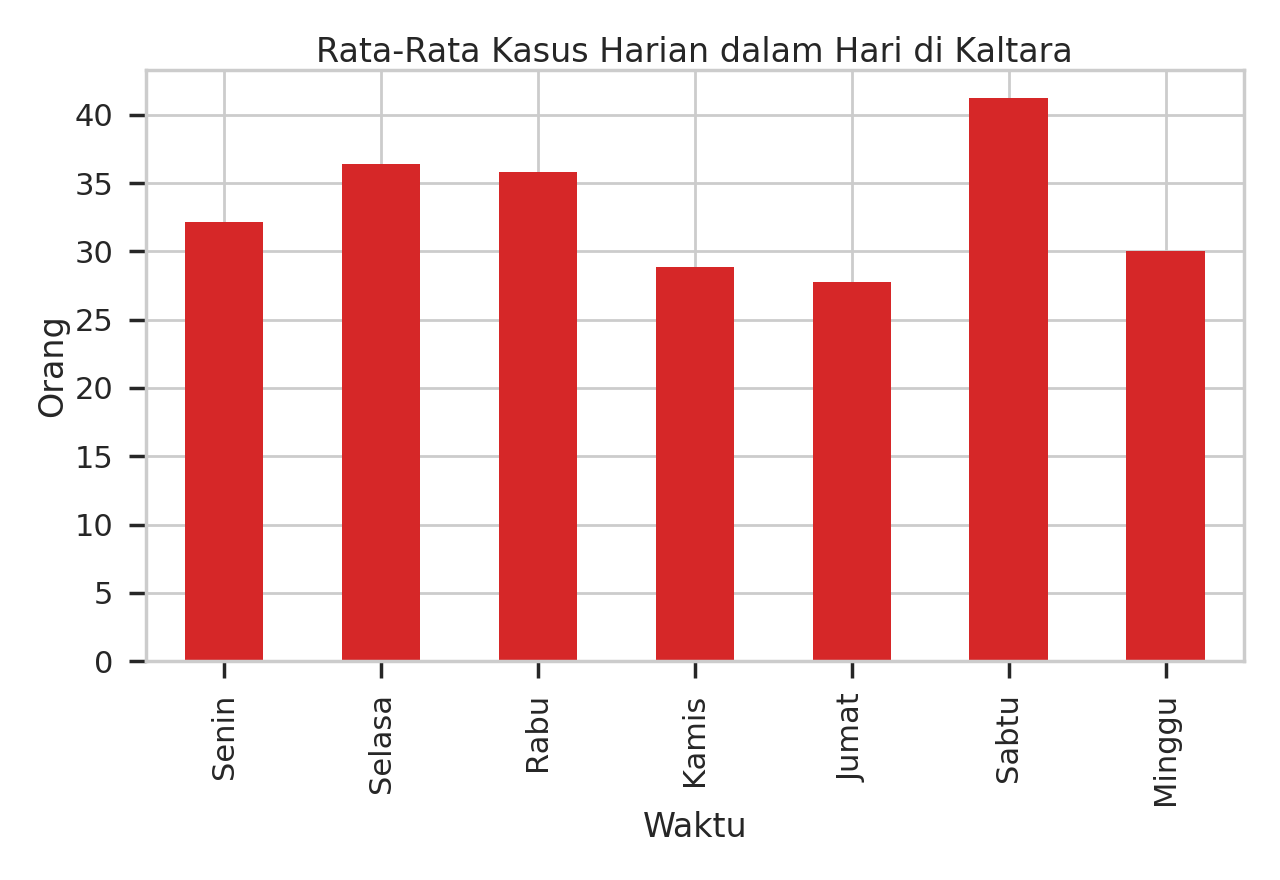 Rata-Rata Kasus Harian dalam Hari di Kaltara
Orang
40
35
30
25
20
15
10
5
0
Senin
Selasa
Rabu
Kamis
Jumat
Sabtu
Minggu
Waktu